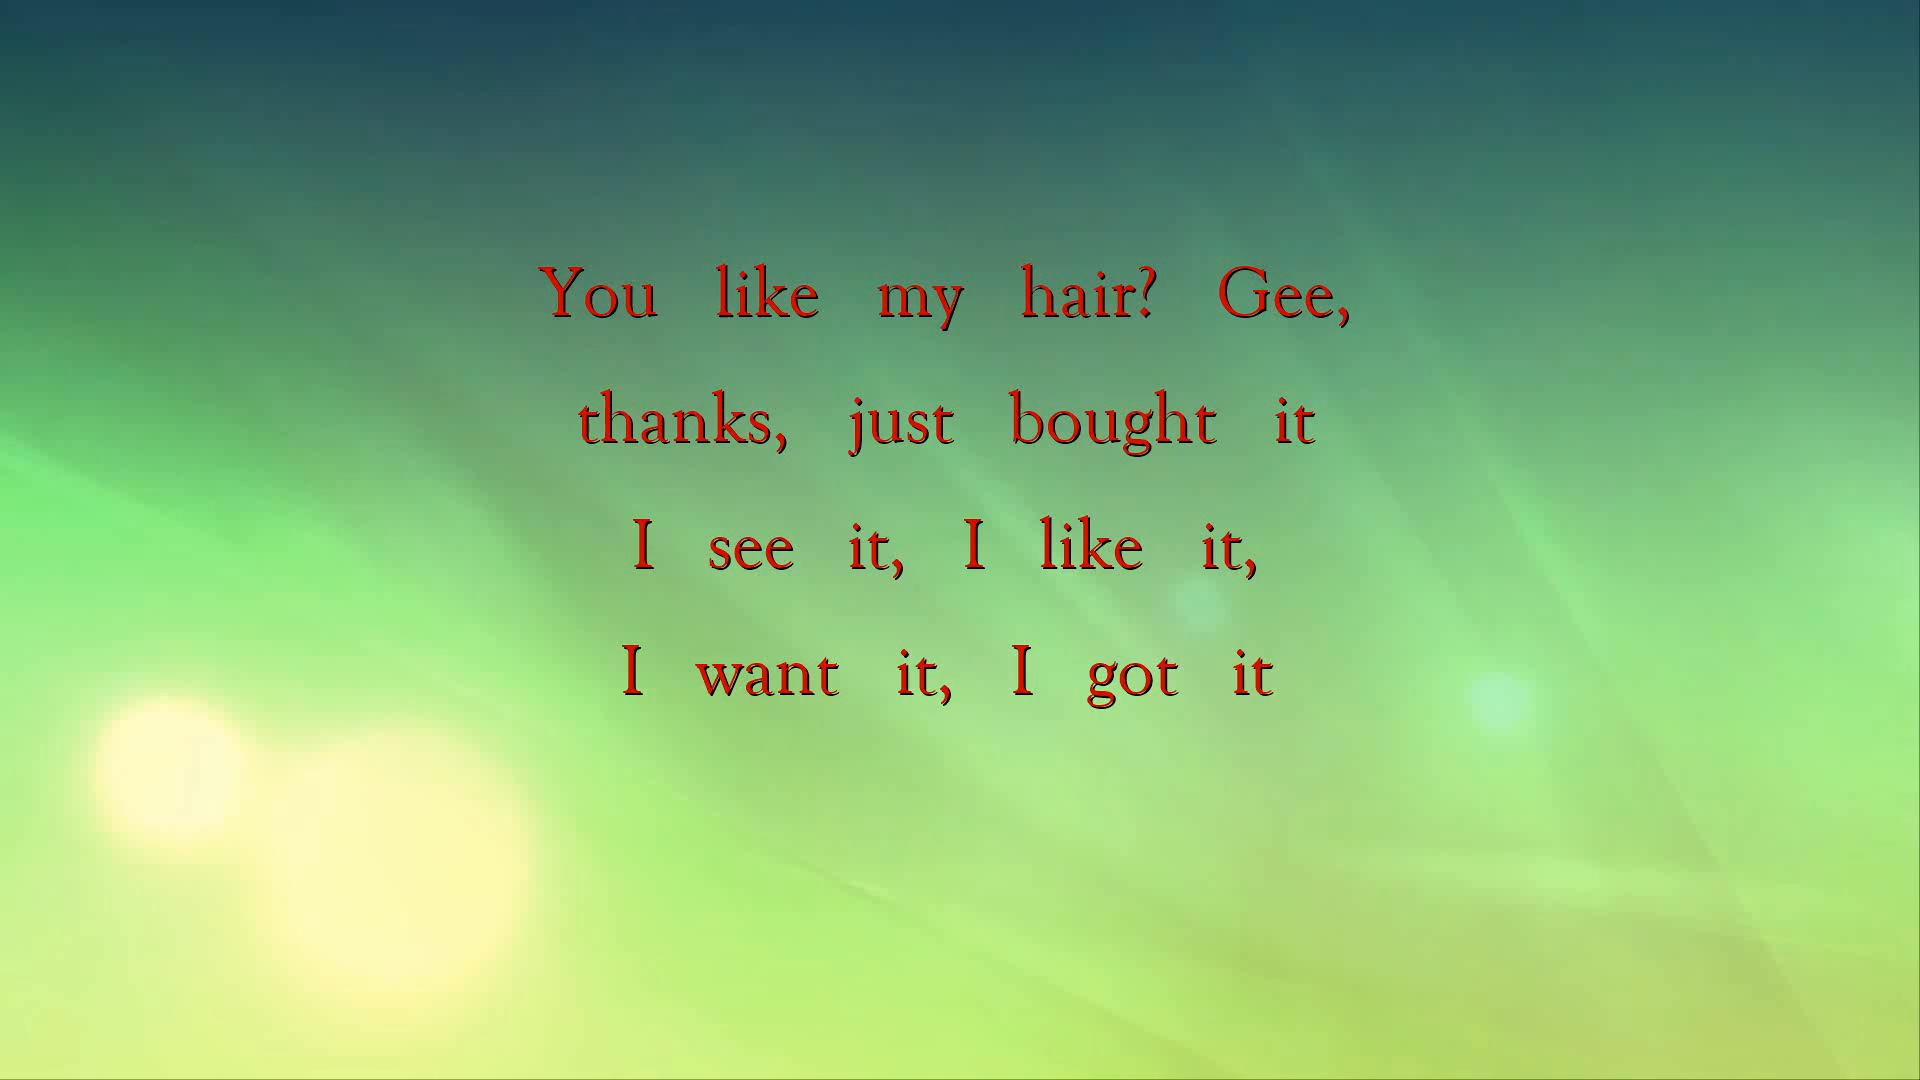 You like my hair? Gee,
thanks, just bought it
I see it, I like it,
I want it, I got it